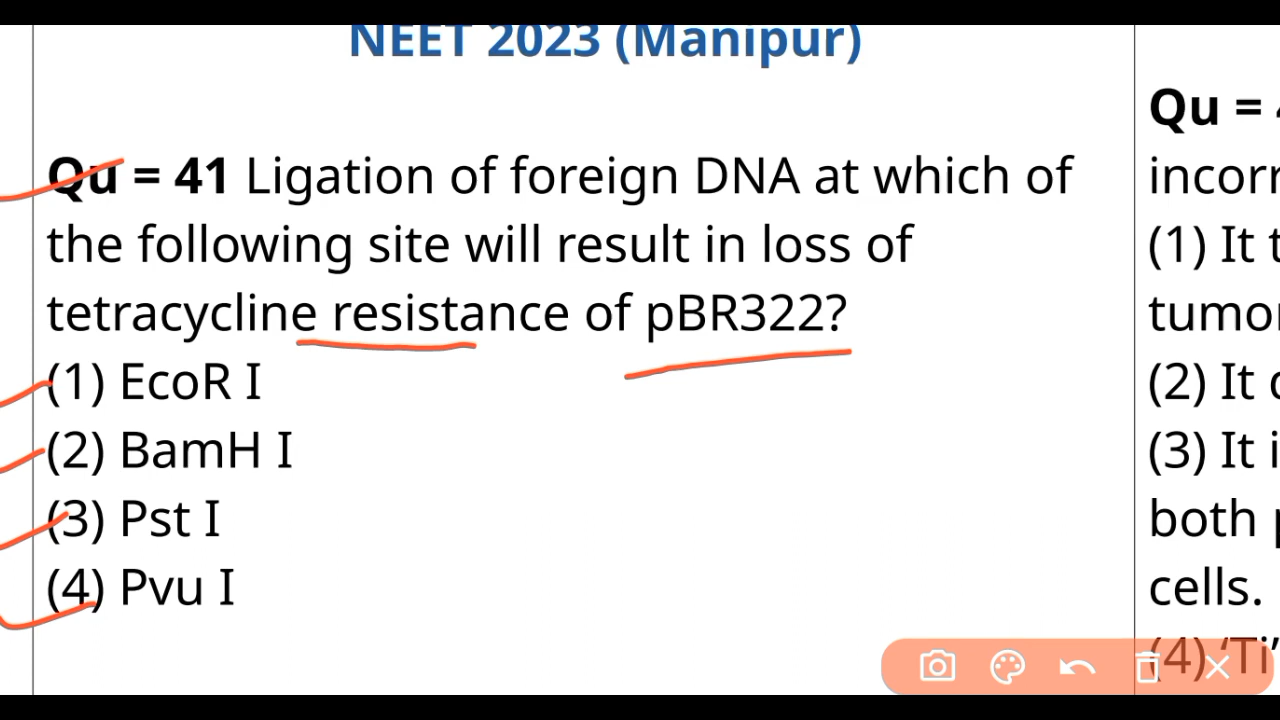 NEET 2023 (Manipur)
Qu = 41 Ligation of foreign DNA at which of
the following site will result in loss of
tetracycline resistance of pBR322?
(1) EcoR I
(2) BamH I
(3) Pst I
(4) Pvu I
Qu =
(1) It
(2) It
(3) It
both
cells.
(4) ‘Ti’